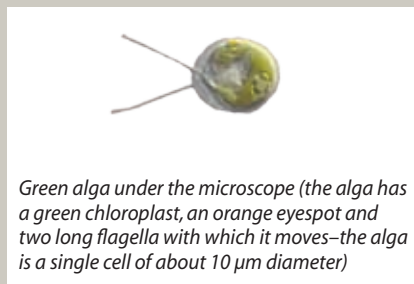 Green alga under the microscope (the alga has
a green chloroplast, an orange eyespot and
two long flagella with which it moves–the alga
is a single cell of about 10 µm diameter)